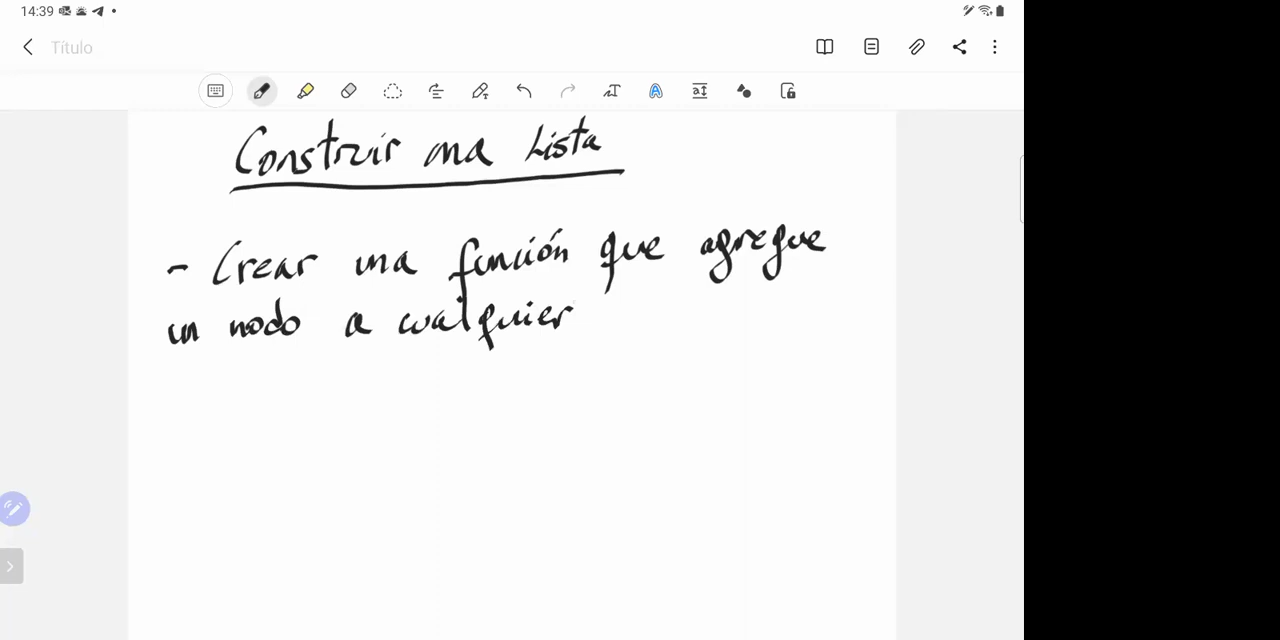 14:39
Título
Construir una Lista
- Crear una función que agregue
un nodo a cualquier